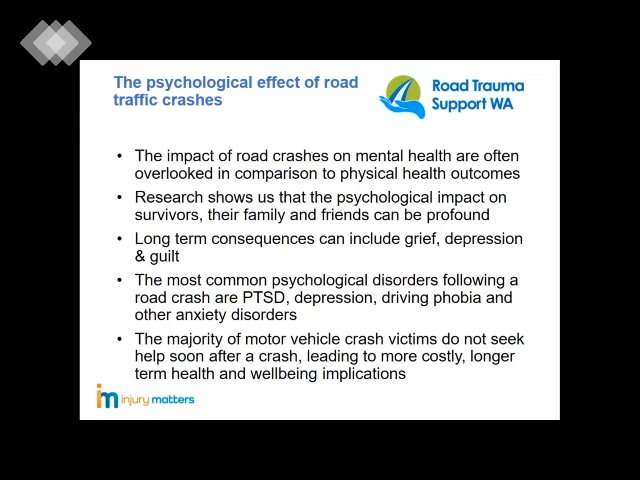 The psychological effect of road
traffic crashes
Road Trauma
Support WA
• The impact of road crashes on mental health are often
overlooked in comparison to physical health outcomes
• Research shows us that the psychological impact on
survivors, their family and friends can be profound
• Long term consequences can include grief, depression
& guilt
• The most common psychological disorders following a
road crash are PTSD, depression, driving phobia and
other anxiety disorders
• The majority of motor vehicle crash victims do not seek
help soon after a crash, leading to more costly, longer
term health and wellbeing implications
im injury matters